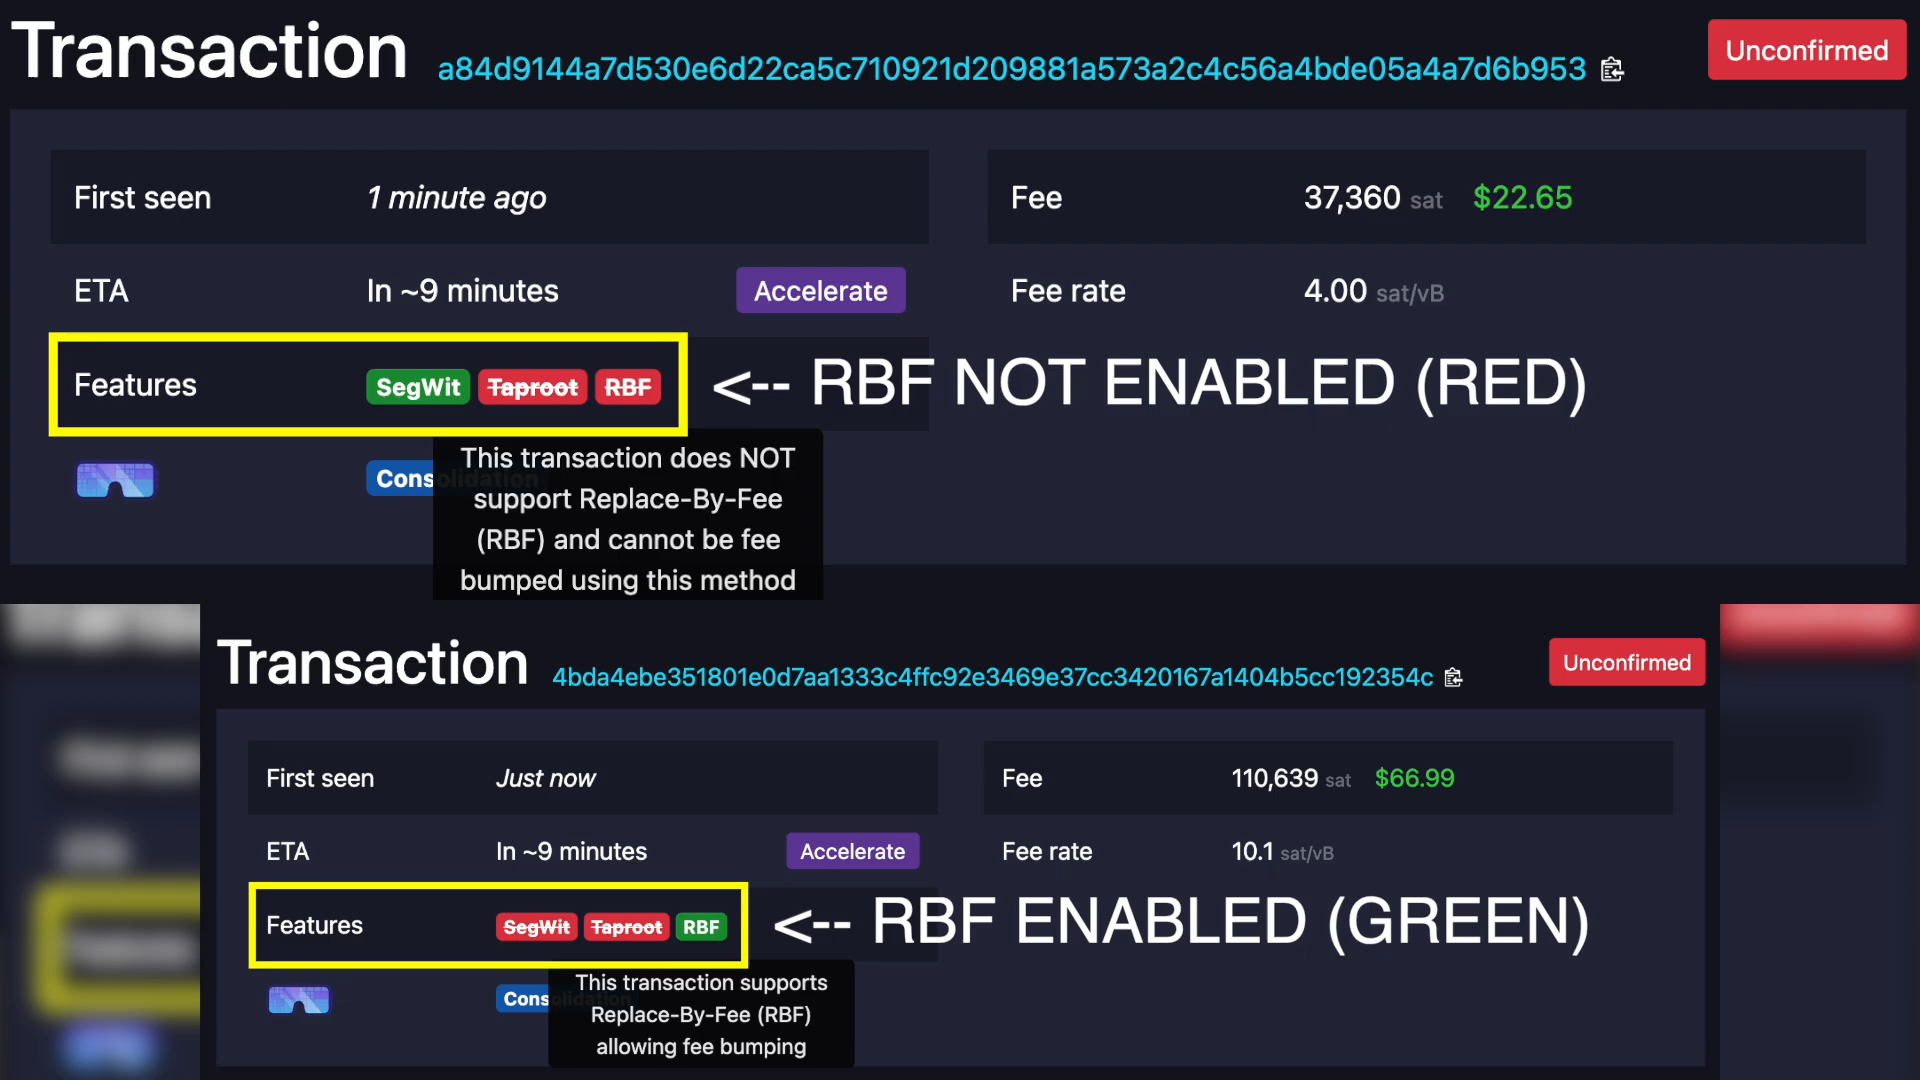 Transaction a84d9144a7d530e6d22ca5c710921d209881a573a2c4c56a4bde05a4a7d6b953 Unconfirmed
First seen 1 minute ago
Fee 37,360 sat $22.65
ETA In ~9 minutes Accelerate
Fee rate 4.00 sat/vB
Features SegWit Taproot RBF <-- RBF NOT ENABLED (RED)
Consolidation
This transaction does NOT
support Replace-By-Fee
(RBF) and cannot be fee
bumped using this method
Transaction 4bda4ebe351801e0d7aa1333c4ffc92e3469e37cc3420167a1404b5cc192354c Unconfirmed
First seen Just now
Fee 110,639 sat $66.99
ETA In ~9 minutes Accelerate
Fee rate 10.1 sat/vB
Features SegWit Taproot RBF <-- RBF ENABLED (GREEN)
Consolidation
This transaction supports
Replace-By-Fee (RBF)
allowing fee bumping